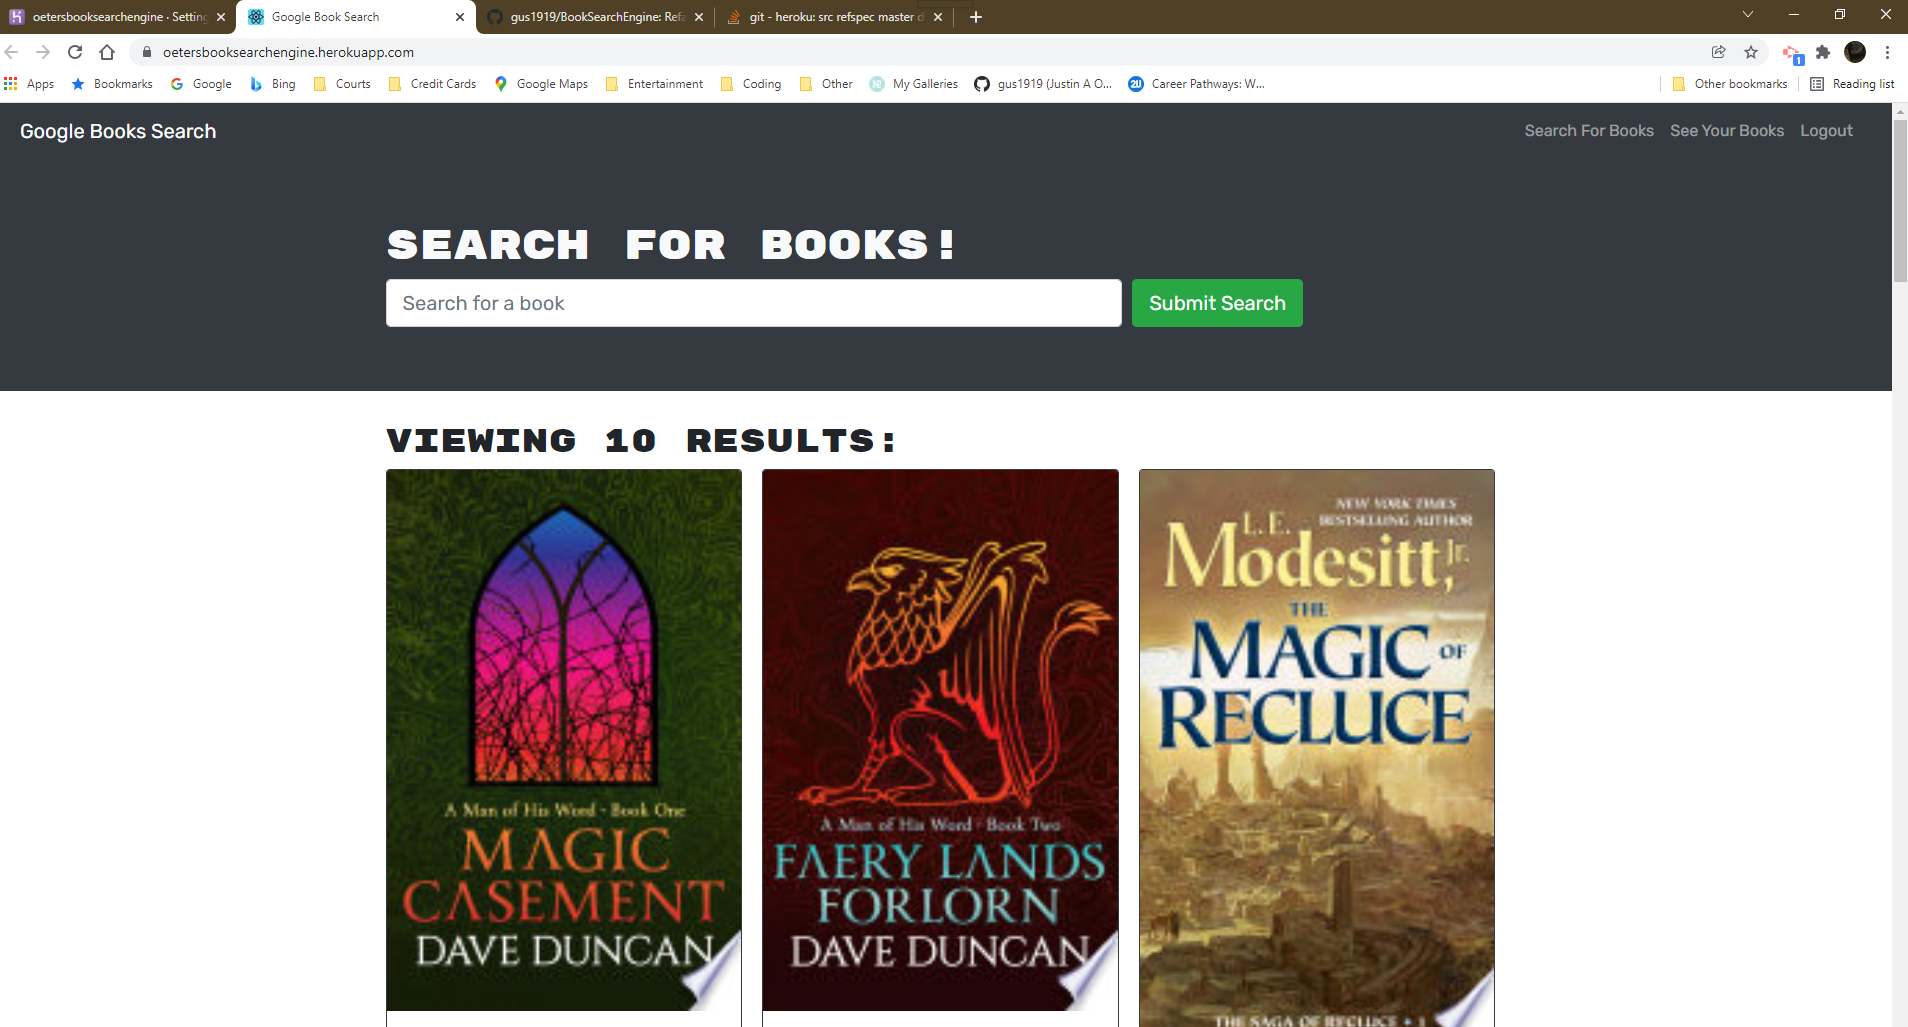 oetersbooksearchengine · Setting
Google Book Search
gus1919/BookSearchEngine: Refa
git - heroku: src refspec master d
oetersbooksearchengine.herokuapp.com
1
Apps
Bookmarks
Google
Bing
Courts
Credit Cards
Google Maps
Entertainment
Coding
Other
My Galleries
gus1919 (Justin A O...
2U
Career Pathways: W...
Other bookmarks
Reading list
Google Books Search
Search For Books
See Your Books
Logout
SEARCH FOR BOOKS!
Search for a book
Submit Search
VIEWING 10 RESULTS:
A Man of His Word · Book One
MAGIC
CASEMENT
DAVE DUNCAN
A Man of His Word · Book Two
FAERY LANDS
FORLORN
DAVE DUNCAN
NEW YORK TIMES
BESTSELLING AUTHOR
L. E.
Modesitt, Jr.
THE
MAGIC OF
RECLUCE
THE SAGA OF RECLUCE • 1